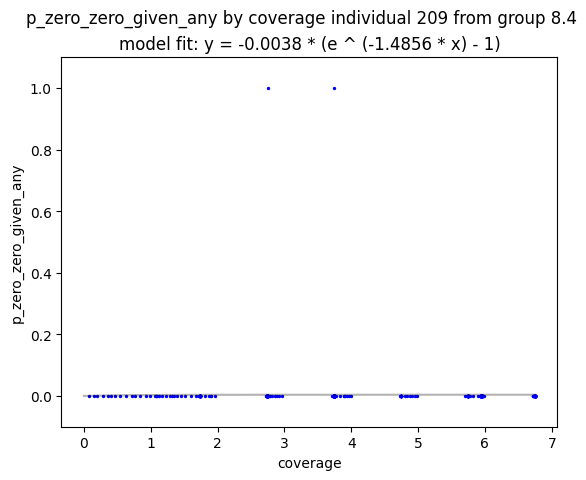 p_zero_zero_given_any by coverage individual 209 from group 8.4
model fit: y = -0.0038 * (e ^ (-1.4856 * x) - 1)
1.0
0.8
0.6
0.4
0.2
0.0
p_zero_zero_given_any
0 1 2 3 4 5 6 7
coverage